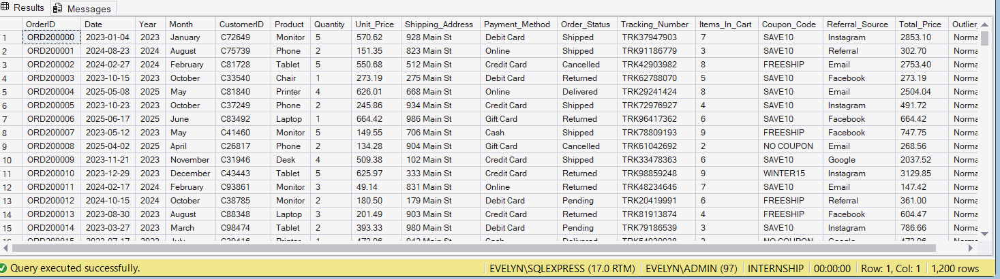 Results Messages
OrderID Date Year Month CustomerID Product Quantity Unit_Price Shipping_Address Payment_Method Order_Status Tracking_Number Items_In_Cart Coupon_Code Referral_Source Total_Price Outlier_
1 ORD200000 2023-01-04 2023 January C72649 Monitor 5 570.62 928 Main St Debit Card Shipped TRK37947903 7 SAVE10 Instagram 2853.10 Norma
2 ORD200001 2024-08-23 2024 August C75739 Phone 2 151.35 823 Main St Online Shipped TRK91186779 3 SAVE10 Referral 302.70 Norma
3 ORD200002 2024-02-27 2024 February C81728 Tablet 5 550.68 512 Main St Credit Card Cancelled TRK42903982 8 FREESHIP Email 2753.40 Norma
4 ORD200003 2023-10-15 2023 October C33540 Chair 1 273.19 275 Main St Debit Card Returned TRK62788070 5 SAVE10 Facebook 273.19 Norma
5 ORD200004 2025-05-08 2025 May C81840 Printer 4 626.01 668 Main St Online Delivered TRK29241424 8 SAVE10 Email 2504.04 Norma
6 ORD200005 2023-10-23 2023 October C37249 Phone 2 245.86 934 Main St Credit Card Shipped TRK72976927 4 SAVE10 Instagram 491.72 Norma
7 ORD200006 2025-06-17 2025 June C83492 Laptop 1 664.42 986 Main St Gift Card Returned TRK96417362 6 SAVE10 Facebook 664.42 Norma
8 ORD200007 2023-05-12 2023 May C41460 Monitor 5 149.55 706 Main St Cash Shipped TRK78809193 9 FREESHIP Facebook 747.75 Norma
9 ORD200008 2025-04-02 2025 April C26817 Phone 2 134.28 904 Main St Gift Card Cancelled TRK61042692 2 NO COUPON Email 268.56 Norma
10 ORD200009 2023-11-21 2023 November C31946 Desk 4 509.38 102 Main St Credit Card Shipped TRK33478363 6 SAVE10 Google 2037.52 Norma
11 ORD200010 2023-12-29 2023 December C43443 Tablet 5 625.97 333 Main St Credit Card Returned TRK98859248 9 WINTER15 Instagram 3129.85 Norma
12 ORD200011 2024-02-17 2024 February C93861 Monitor 3 49.14 831 Main St Online Returned TRK48234646 7 SAVE10 Email 147.42 Norma
13 ORD200012 2024-10-15 2024 October C38785 Monitor 2 180.50 179 Main St Debit Card Pending TRK20419991 6 FREESHIP Referral 361.00 Norma
14 ORD200013 2023-08-30 2023 August C88348 Laptop 3 201.49 903 Main St Credit Card Returned TRK81913874 4 FREESHIP Facebook 604.47 Norma
15 ORD200014 2023-03-27 2023 March C98474 Tablet 2 393.33 980 Main St Debit Card Pending TRK79186539 3 SAVE10 Instagram 786.66 Norma
Query executed successfully. EVELYN\SQLEXPRESS (17.0 RTM) EVELYN\ADMIN (97) INTERNSHIP 00:00:00 Row: 1, Col: 1 1,200 rows